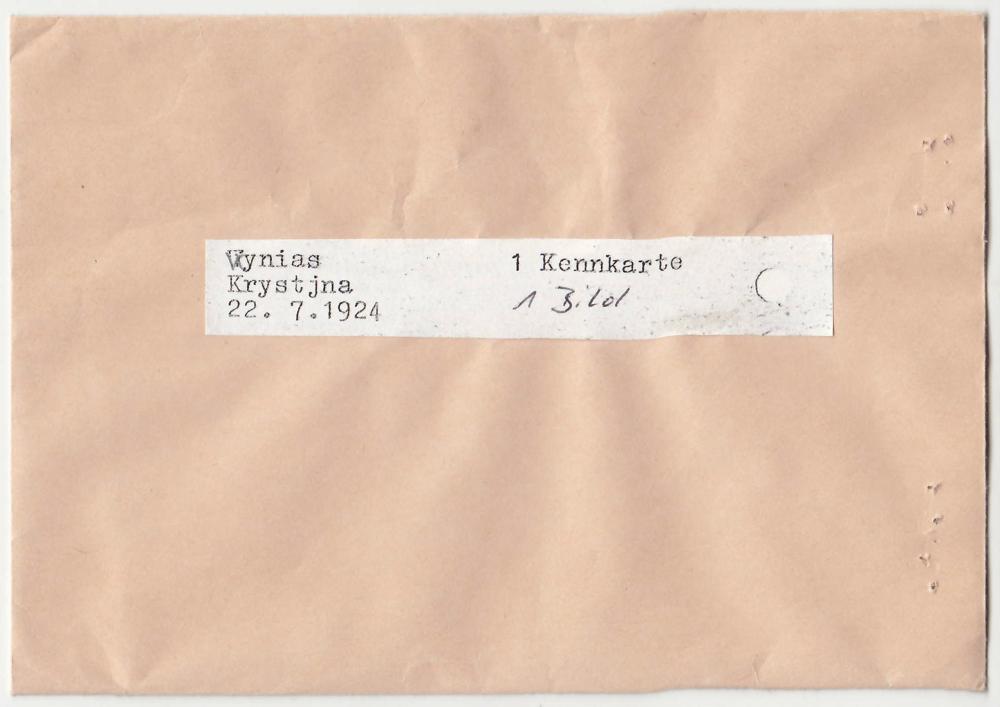 Wynias
Krystjna
22. 7.1924
1 Kennkarte
1 Bild